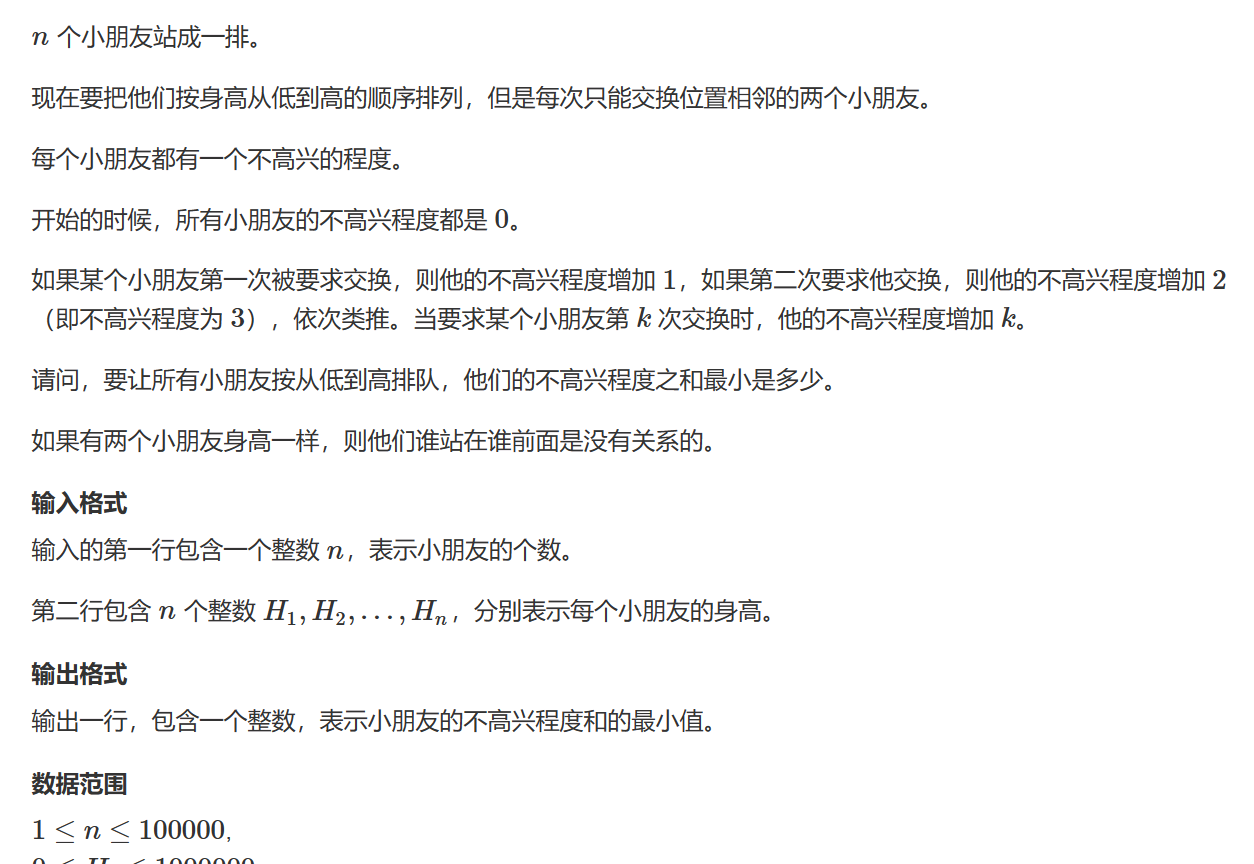 n 个小朋友站成一排。
现在要把他们按身高从低到高的顺序排列，但是每次只能交换位置相邻的两个小朋友。
每个小朋友都有一个不高兴的程度。
开始的时候，所有小朋友的不高兴程度都是 0。
如果某个小朋友第一次被要求交换，则他的不高兴程度增加 1，如果第二次要求他交换，则他的不高兴程度增加 2
（即不高兴程度为 3），依次类推。当要求某个小朋友第 k 次交换时，他的不高兴程度增加 k。
请问，要让所有小朋友按从低到高排队，他们的不高兴程度之和最小是多少。
如果有两个小朋友身高一样，则他们谁站在谁前面是没有关系的。
输入格式
输入的第一行包含一个整数 n，表示小朋友的个数。
第二行包含 n 个整数 H₁, H₂, . . . , Hₙ，分别表示每个小朋友的身高。
输出格式
输出一行，包含一个整数，表示小朋友的不高兴程度和的最小值。
数据范围
1 ≤ n ≤ 100000,